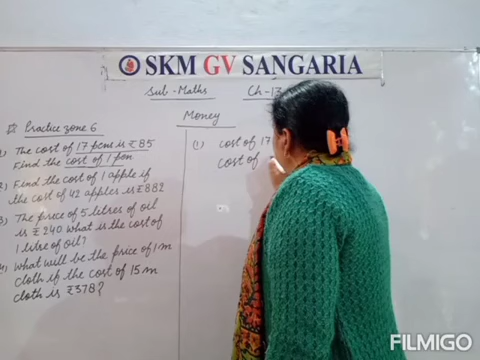 SKM GV SANGARIA
Sub - Maths Ch-13
Money
Practice zone 6
1) The cost of 17 pens is ₹85
Find the cost of 1 pen
2) Find the cost of 1 apple if
the cost of 42 apples is ₹882
3) The price of 5 litres of oil
is ₹240 what is the cost of
1 litre of oil?
4) What will be the price of 1 m
cloth if the cost of 15 m
cloth is ₹378?
(1) cost of 17
cost of
FILMIGO